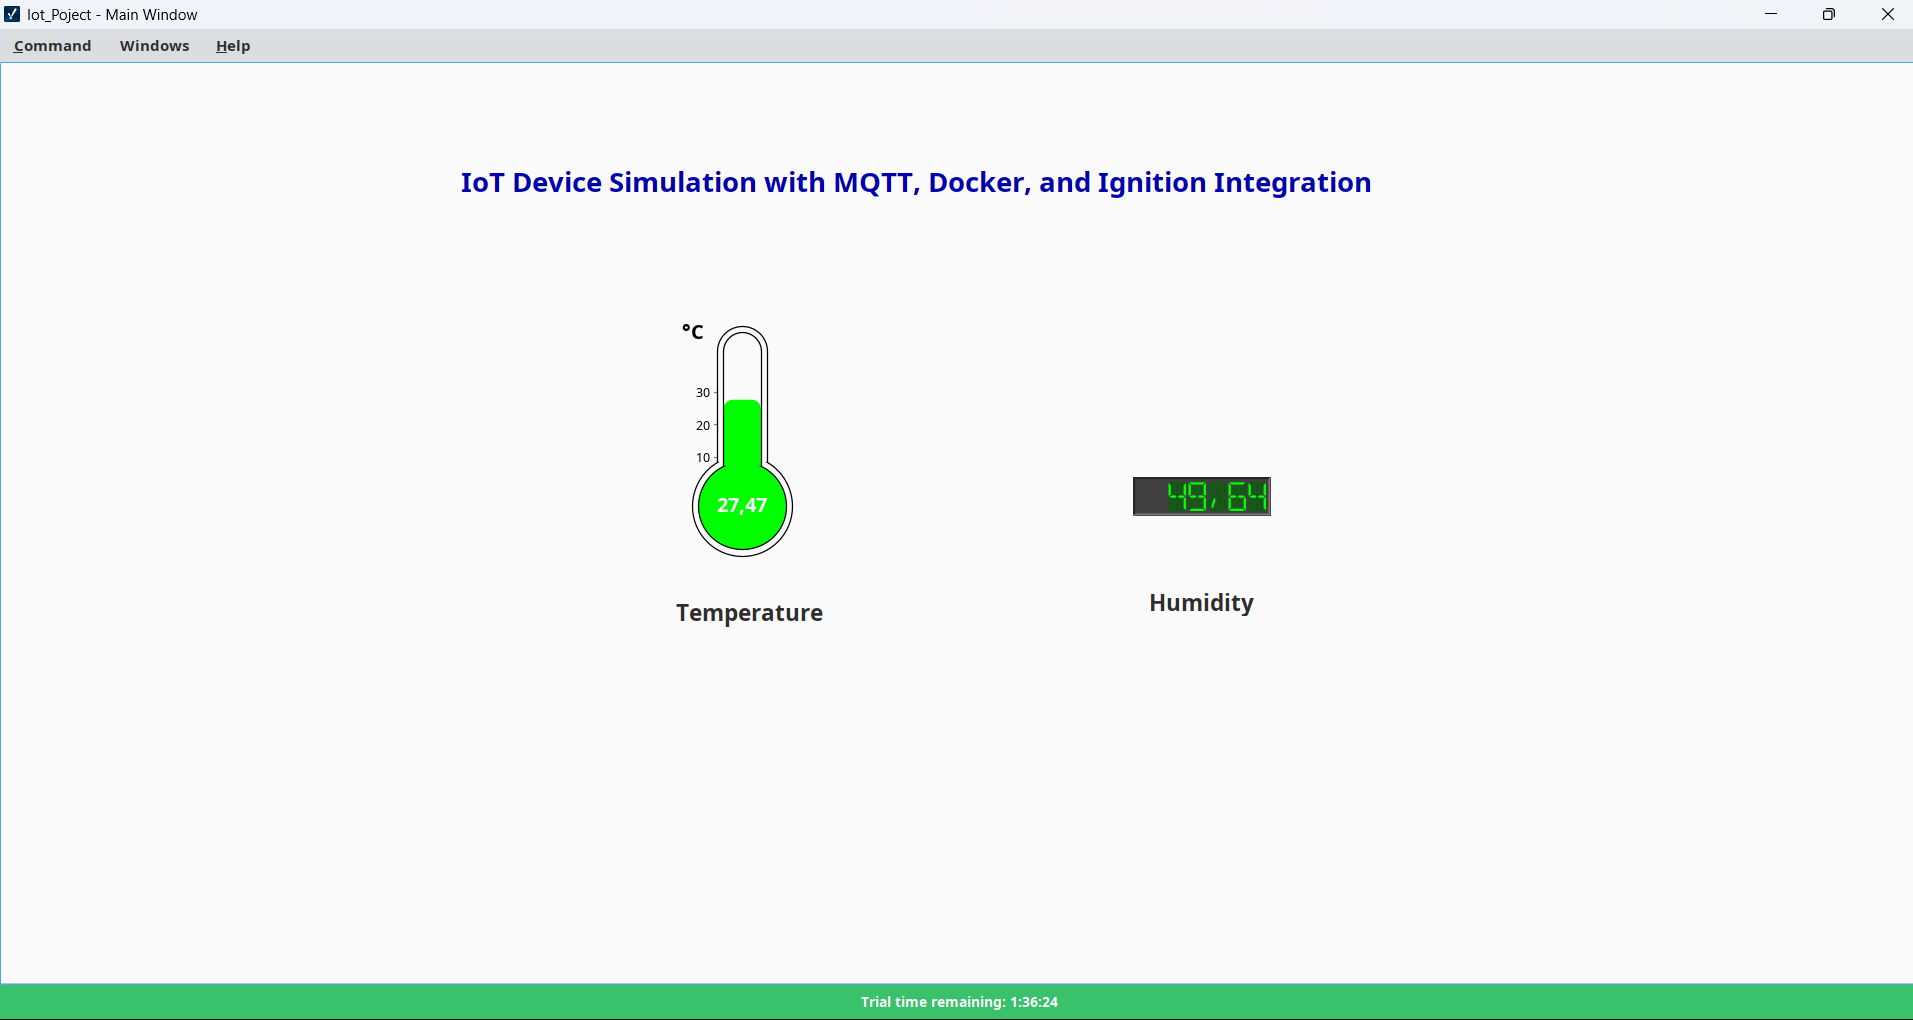 Iot_Poject - Main Window
Command Windows Help
IoT Device Simulation with MQTT, Docker, and Ignition Integration
°C
30
20
10
27,47
49,64
Temperature
Humidity
Trial time remaining: 1:36:24